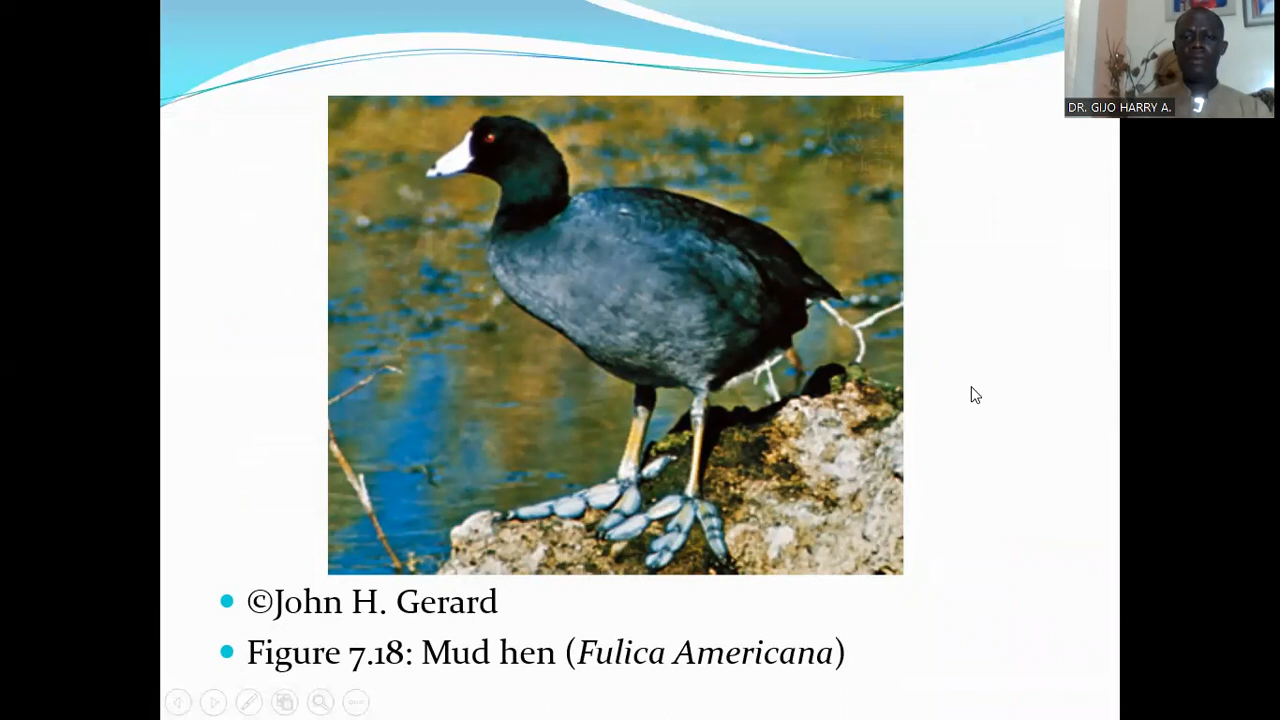 DR. GIJO HARRY A.
©John H. Gerard
Figure 7.18: Mud hen (Fulica Americana)